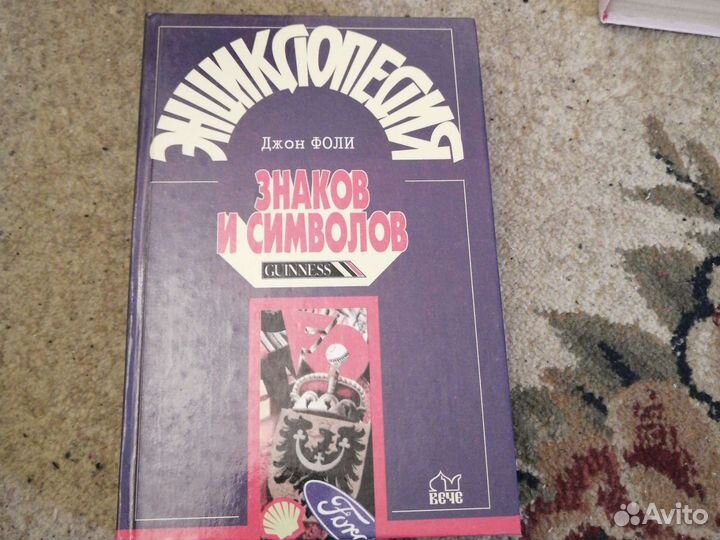 ЭНЦИКЛОПЕДИЯ
Джон ФОЛИ
ЗНАКОВ
И СИМВОЛОВ
GUINNESS
Ford
ВЕЧЕ
Avito